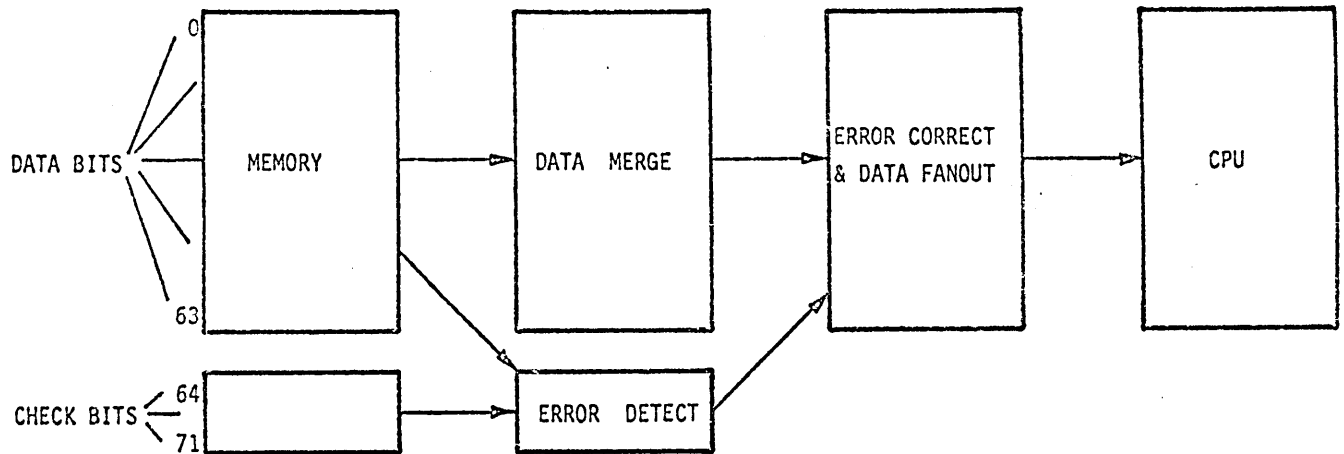 0
DATA BITS
63
MEMORY
DATA MERGE
ERROR CORRECT
& DATA FANOUT
CPU
64
CHECK BITS
71
ERROR DETECT